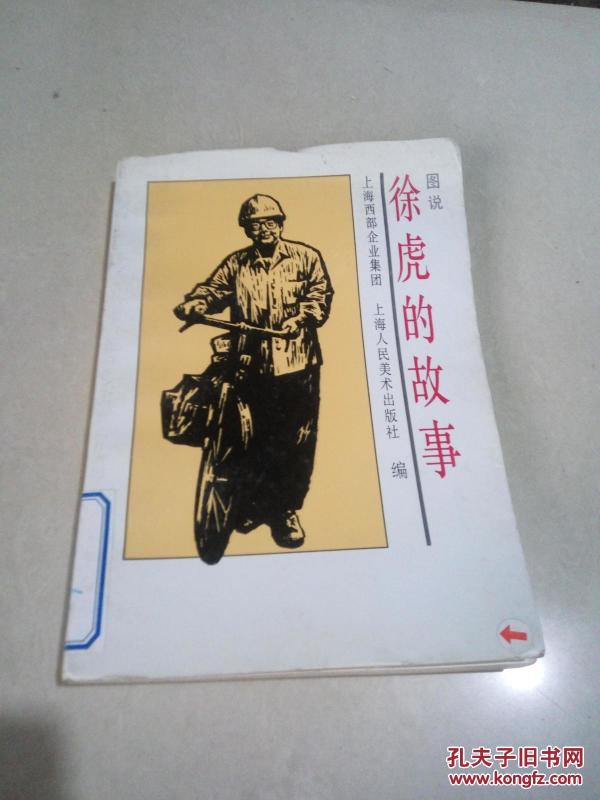 图说
徐虎的故事
上海西部企业集团 上海人民美术出版社 编
孔夫子旧书网
www.kongfz.com